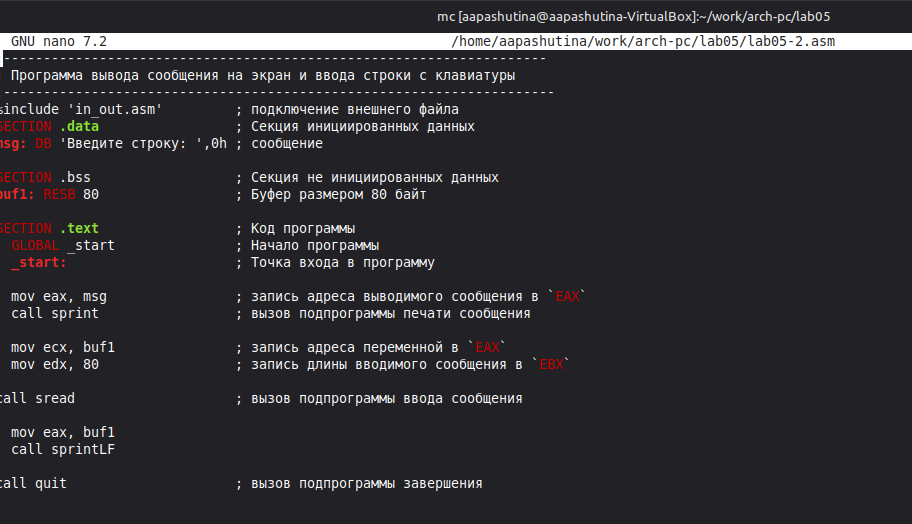 mc [aapashutina@aapashutina-VirtualBox]:~/work/arch-pc/lab05
GNU nano 7.2 /home/aapashutina/work/arch-pc/lab05/lab05-2.asm
;--------------------------------------------------------------------
; Программа вывода сообщения на экран и ввода строки с клавиатуры
;---------------------------------------------------------------------
%include 'in_out.asm' ; подключение внешнего файла
SECTION .data ; Секция инициированных данных
msg: DB 'Введите строку: ',0h ; сообщение
SECTION .bss ; Секция не инициированных данных
buf1: RESB 80 ; Буфер размером 80 байт
SECTION .text ; Код программы
GLOBAL _start ; Начало программы
_start: ; Точка входа в программу
mov eax, msg ; запись адреса выводимого сообщения в `EAX`
call sprint ; вызов подпрограммы печати сообщения
mov ecx, buf1 ; запись адреса переменной в `EAX`
mov edx, 80 ; запись длины вводимого сообщения в `EBX`
call sread ; вызов подпрограммы ввода сообщения
mov eax, buf1
call sprintLF
call quit ; вызов подпрограммы завершения